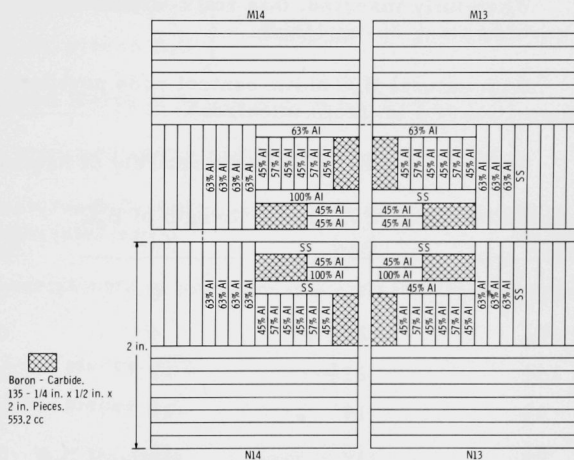 M14
M13
63% Al
63% Al
63% Al
63% Al
63% Al
63% Al
45% Al
57% Al
45% Al
45% Al
57% Al
45% Al
45% Al
57% Al
45% Al
45% Al
57% Al
45% Al
63% Al
63% Al
63% Al
SS
100% Al
SS
45% Al
45% Al
45% Al
45% Al
SS
SS
45% Al
45% Al
100% Al
100% Al
SS
45% Al
63% Al
63% Al
63% Al
63% Al
45% Al
57% Al
45% Al
45% Al
57% Al
45% Al
45% Al
57% Al
45% Al
45% Al
57% Al
45% Al
63% Al
63% Al
63% Al
SS
2 in.
Boron - Carbide.
135 - 1/4 in. x 1/2 in. x
2 in. Pieces.
553.2 cc
N14
N13